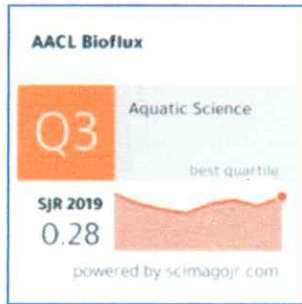 AACL Bioflux
Q3
Aquatic Science
best quartile
SJR 2019
0.28
powered by scimagojr.com